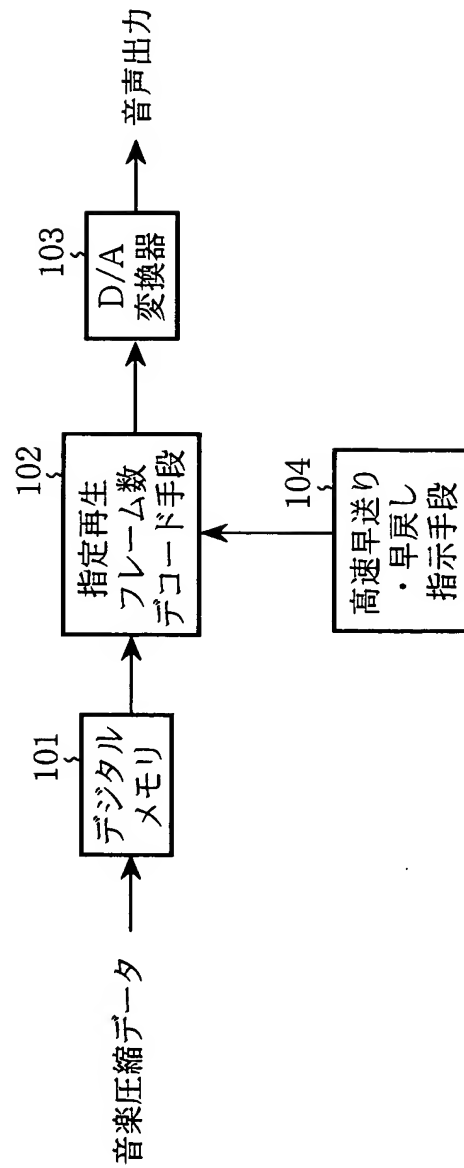 音楽圧縮データ
101
デジタル
メモリ
102
指定再生
フレーム数
デコード手段
103
D/A
変換器
音声出力
104
高速早送り
・早戻し
指示手段